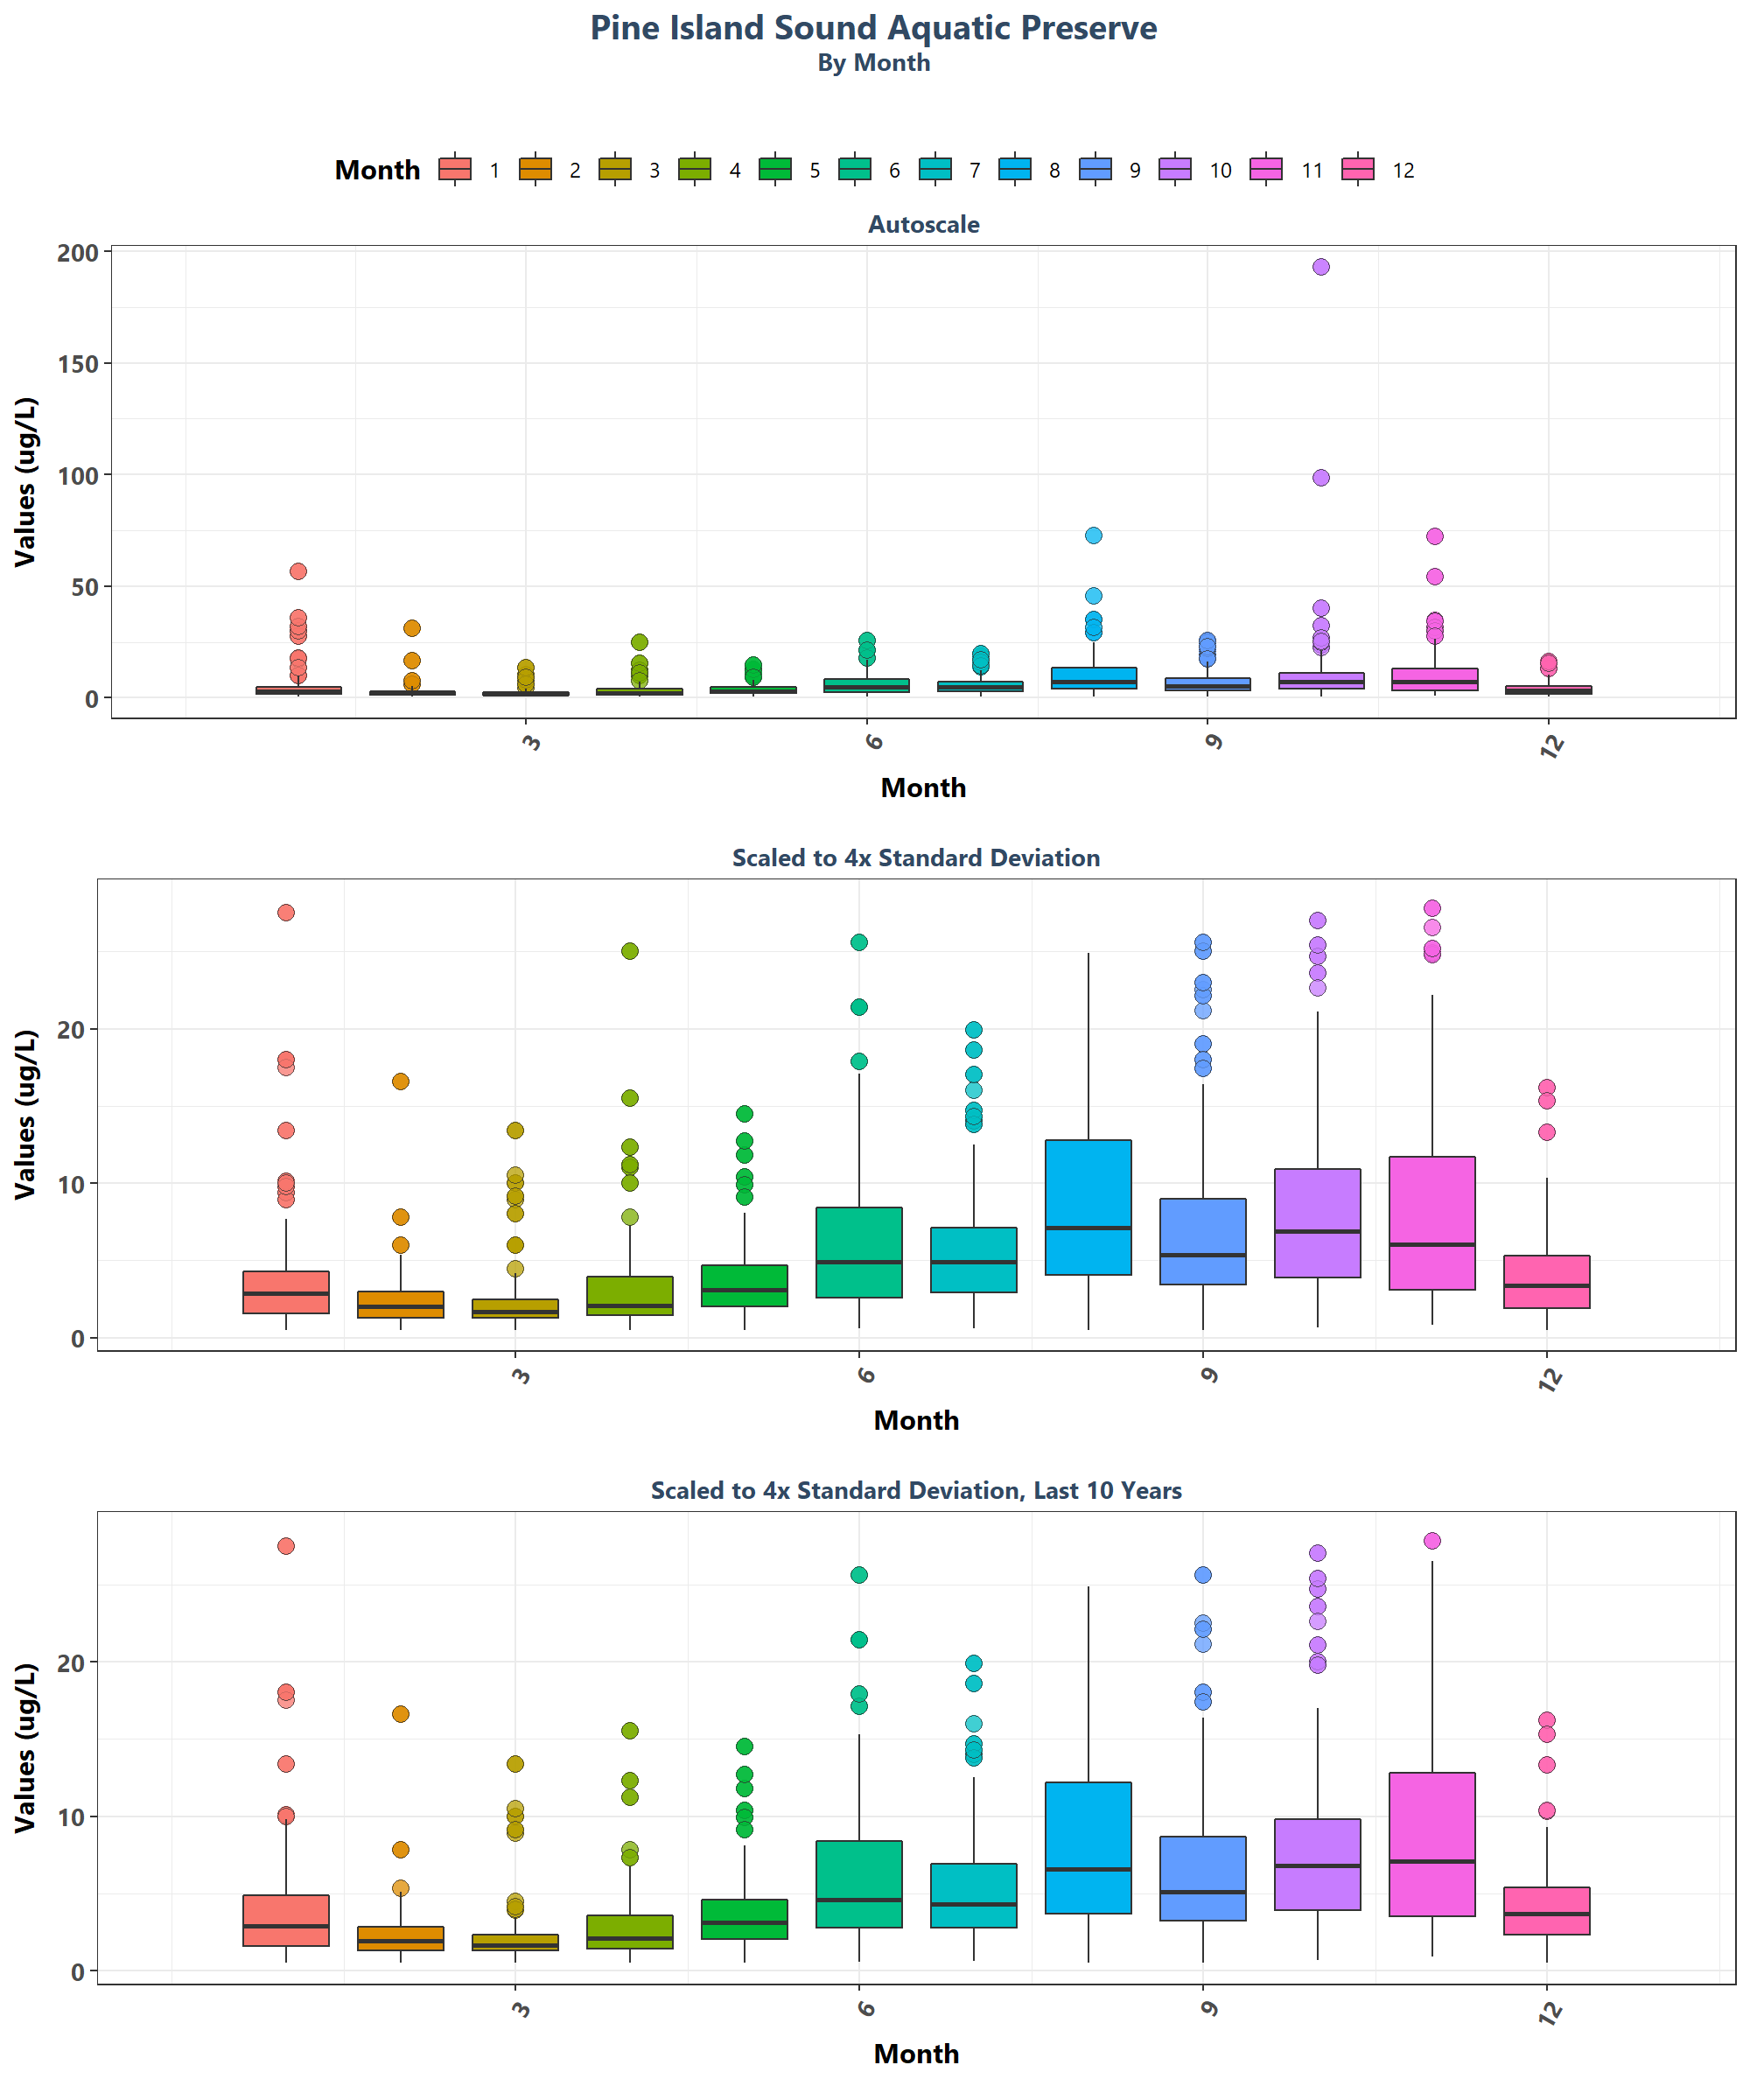 Pine Island Sound Aquatic Preserve
By Month
Month 1 2 3 4 5 6 7 8 9 10 11 12
Autoscale
Values (ug/L)
200
150
100
50
0
3 6 9 12
Month
Scaled to 4x Standard Deviation
Values (ug/L)
20
10
0
3 6 9 12
Month
Scaled to 4x Standard Deviation, Last 10 Years
Values (ug/L)
20
10
0
3 6 9 12
Month